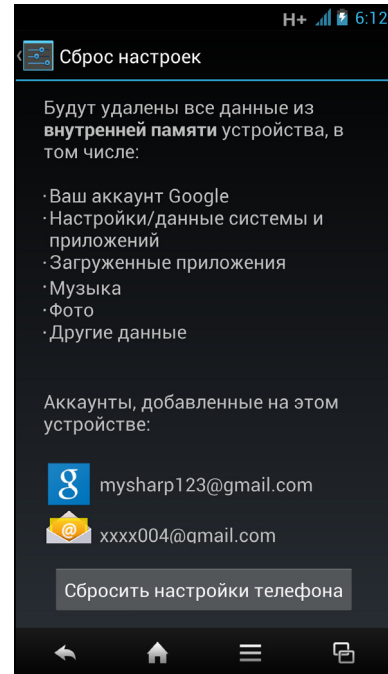 H+ 6:12
Сброс настроек
Будут удалены все данные из
внутренней памяти устройства, в
том числе:
·Ваш аккаунт Google
·Настройки/данные системы и
приложений
·Загруженные приложения
·Музыка
·Фото
·Другие данные
Аккаунты, добавленные на этом
устройстве:
g mysharp123@gmail.com
@ xxxx004@gmail.com
Сбросить настройки телефона